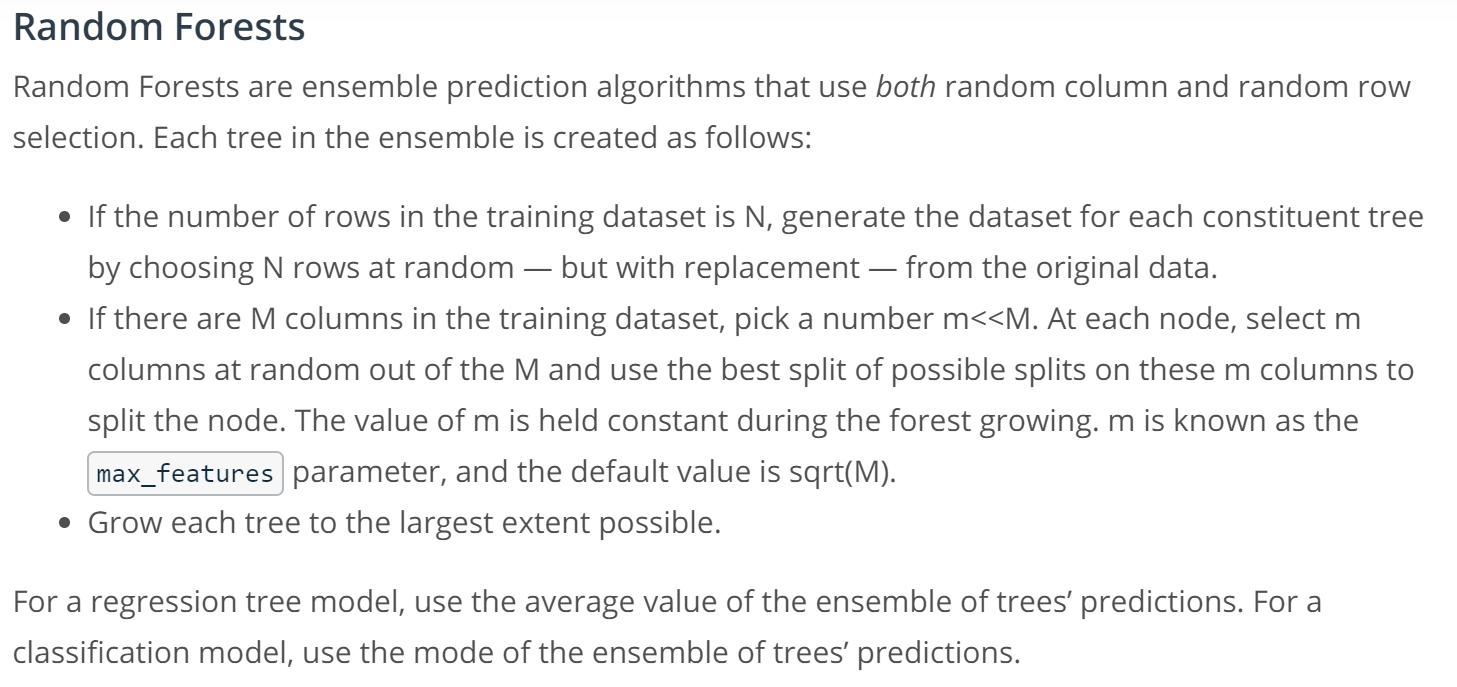 Random Forests
Random Forests are ensemble prediction algorithms that use both random column and random row
selection. Each tree in the ensemble is created as follows:
• If the number of rows in the training dataset is N, generate the dataset for each constituent tree
by choosing N rows at random — but with replacement — from the original data.
• If there are M columns in the training dataset, pick a number m<<M. At each node, select m
columns at random out of the M and use the best split of possible splits on these m columns to
split the node. The value of m is held constant during the forest growing. m is known as the
max_features parameter, and the default value is sqrt(M).
• Grow each tree to the largest extent possible.
For a regression tree model, use the average value of the ensemble of trees’ predictions. For a
classification model, use the mode of the ensemble of trees’ predictions.